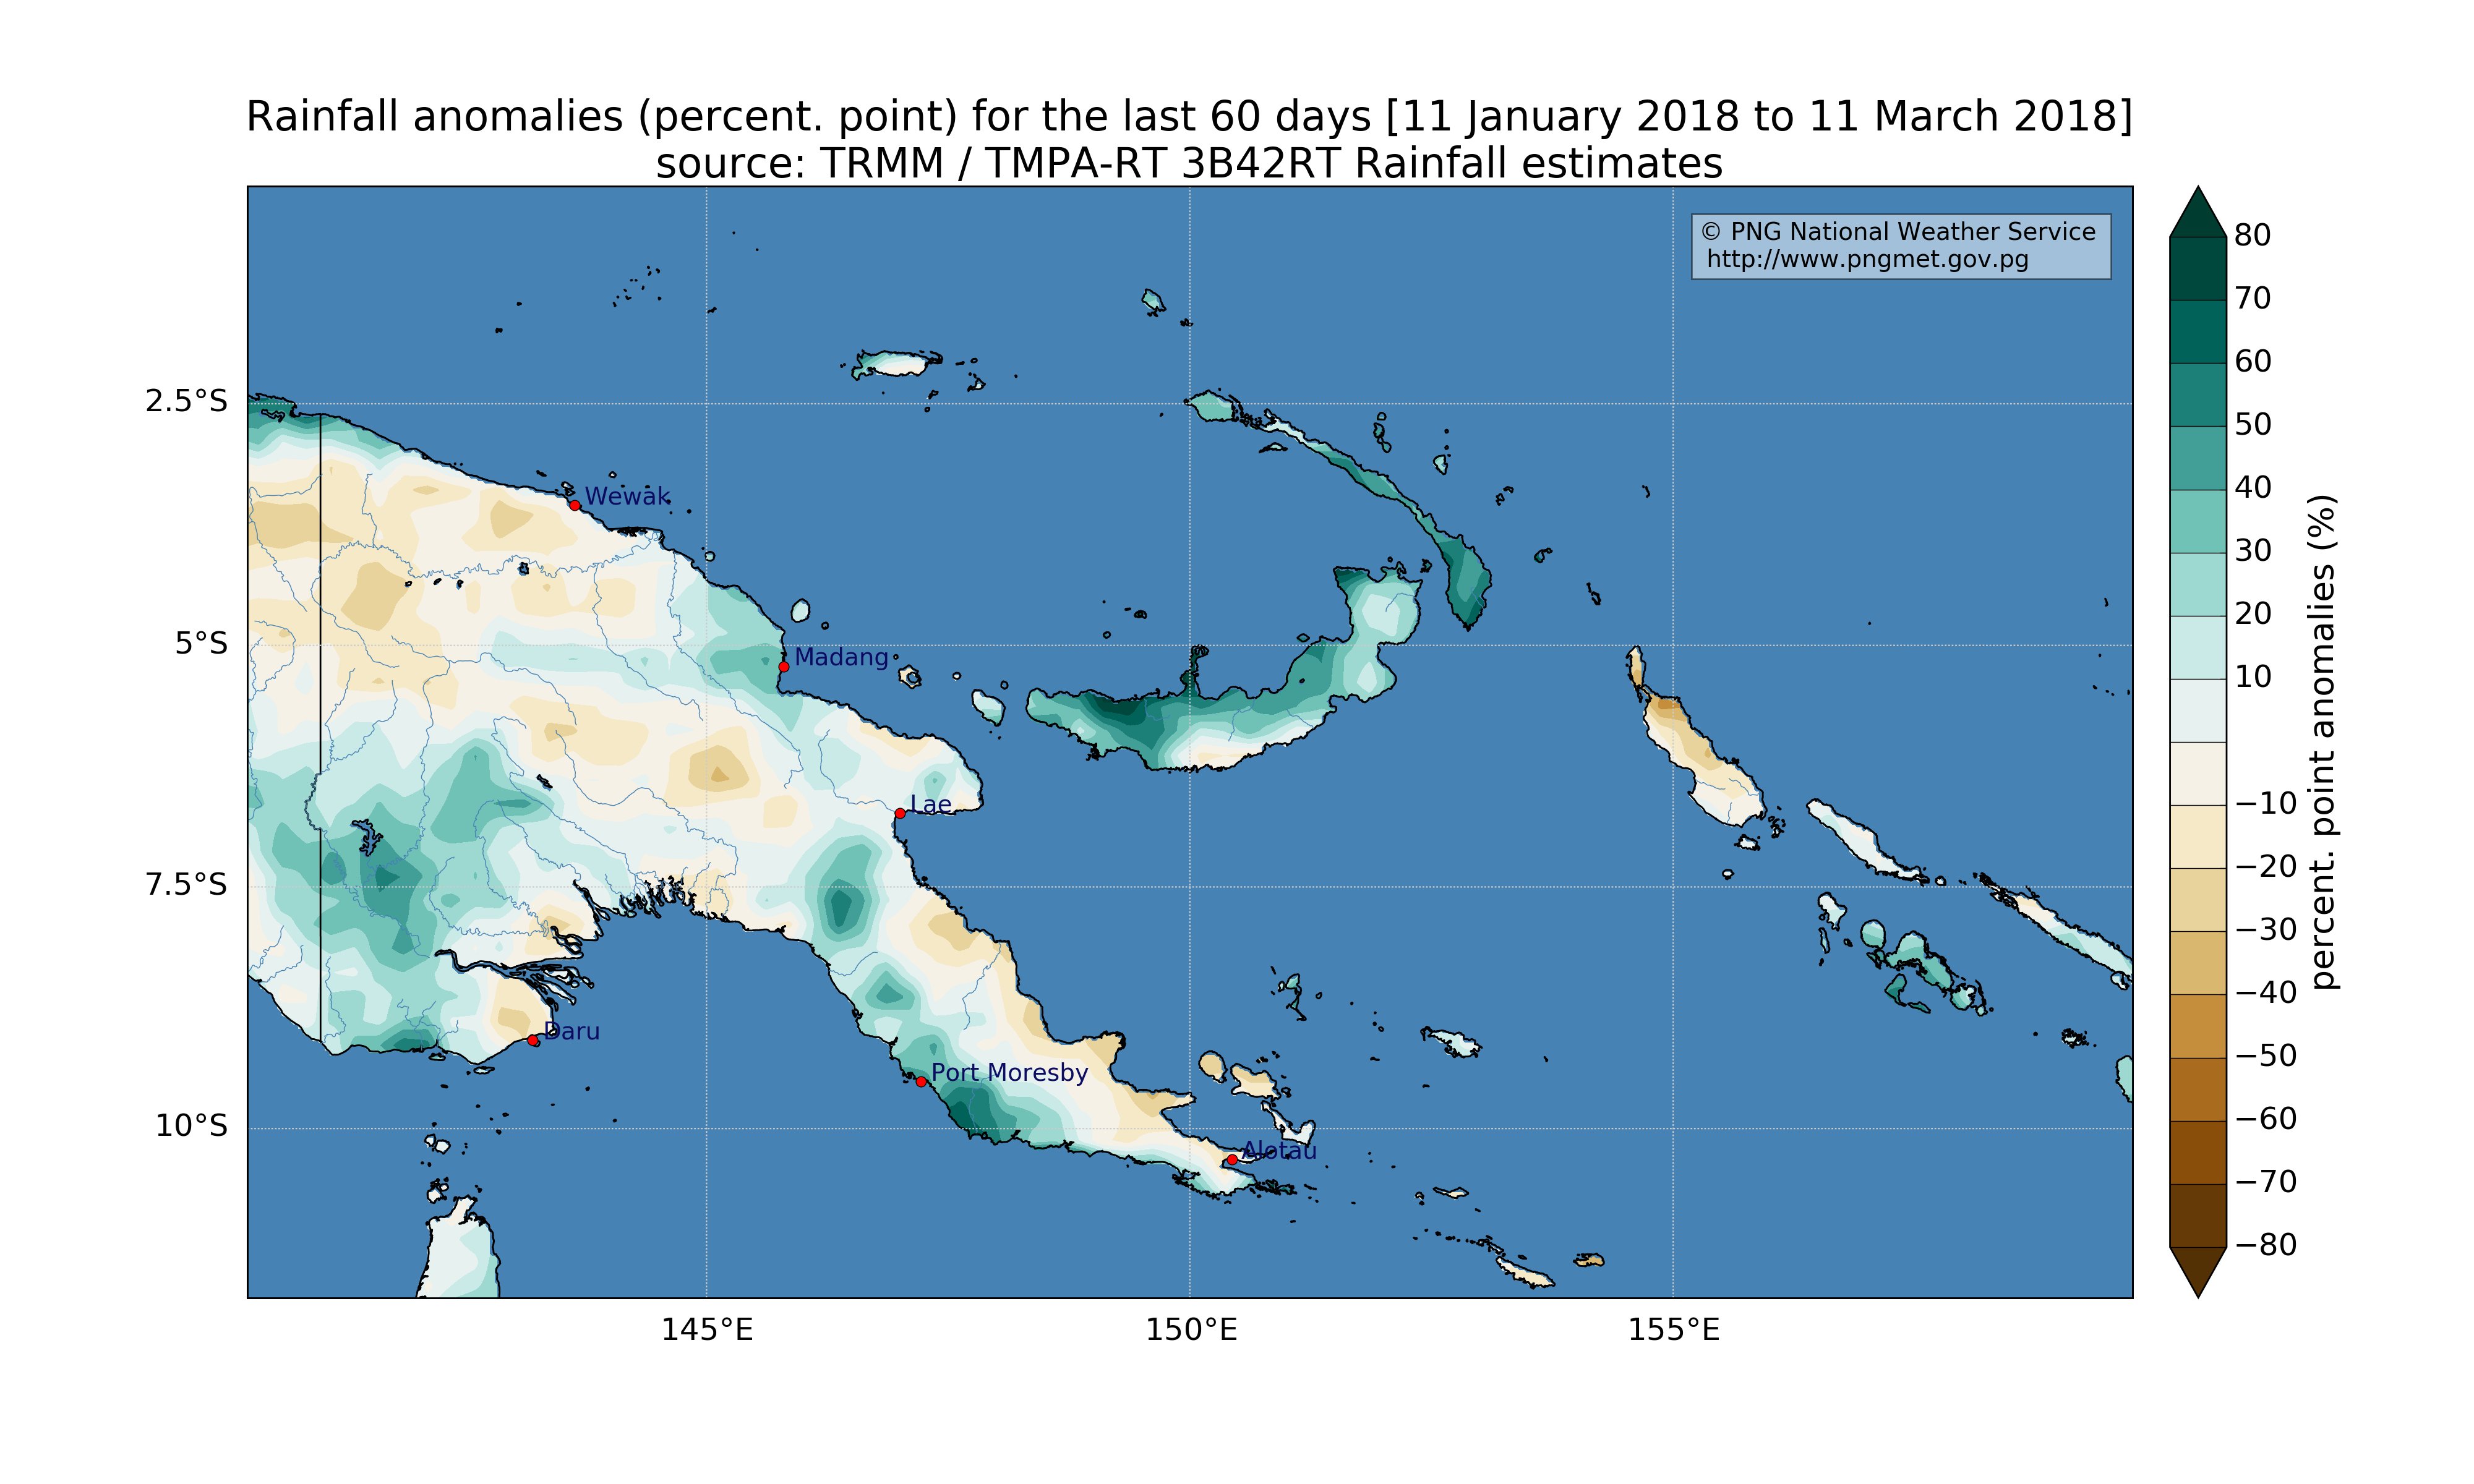 Rainfall anomalies (percent. point) for the last 60 days [11 January 2018 to 11 March 2018]
source: TRMM / TMPA-RT 3B42RT Rainfall estimates
© PNG National Weather Service
http://www.pngmet.gov.pg
2.5°S
5°S
7.5°S
10°S
145°E
150°E
155°E
Wewak
Madang
Lae
Daru
Port Moresby
Alotau
80
70
60
50
40
30
20
10
−10
−20
−30
−40
−50
−60
−70
−80
percent. point anomalies (%)